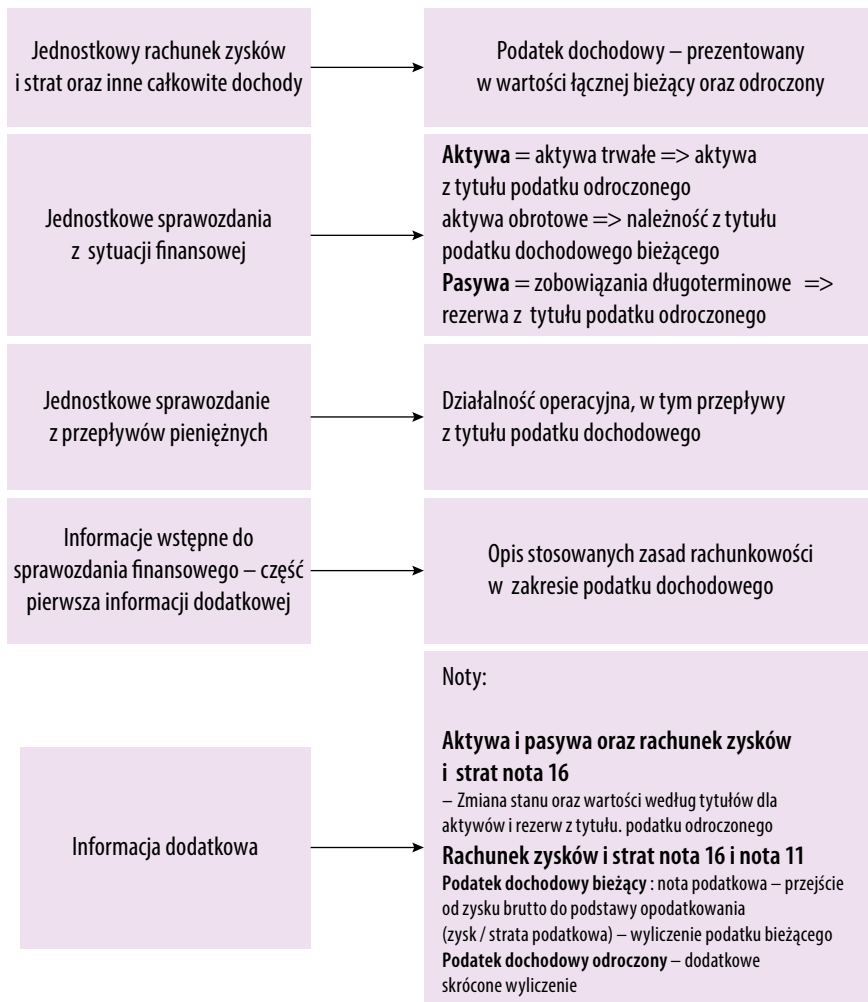 Jednostkowy rachunek zysków
i strat oraz inne całkowite dochody
Podatek dochodowy – prezentowany
w wartości łącznej bieżący oraz odroczony
Jednostkowe sprawozdania
z sytuacji finansowej
Aktywa = aktywa trwałe => aktywa
z tytułu podatku odroczonego
aktywa obrotowe => należność z tytułu
podatku dochodowego bieżącego
Pasywa = zobowiązania długoterminowe =>
rezerwa z tytułu podatku odroczonego
Jednostkowe sprawozdanie
z przepływów pieniężnych
Działalność operacyjna, w tym przepływy
z tytułu podatku dochodowego
Informacje wstępne do
sprawozdania finansowego – część
pierwsza informacji dodatkowej
Opis stosowanych zasad rachunkowości
w zakresie podatku dochodowego
Informacja dodatkowa
Noty:
Aktywa i pasywa oraz rachunek zysków
i strat nota 16
– Zmiana stanu oraz wartości według tytułów dla
aktywów i rezerw z tytułu. podatku odroczonego
Rachunek zysków i strat nota 16 i nota 11
Podatek dochodowy bieżący : nota podatkowa – przejście
od zysku brutto do podstawy opodatkowania
(zysk / strata podatkowa) – wyliczenie podatku bieżącego
Podatek dochodowy odroczony – dodatkowe
skrócone wyliczenie